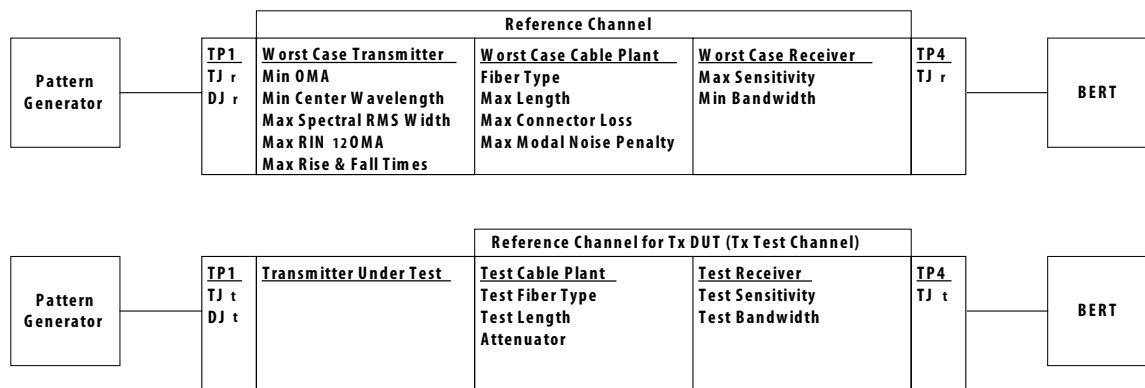 Reference Channel
Pattern
Generator
TP1
TJ r
DJ r
Worst Case Transmitter
Min OMA
Min Center Wavelength
Max Spectral RMS Width
Max RIN 12OMA
Max Rise & Fall Times
Worst Case Cable Plant
Fiber Type
Max Length
Max Connector Loss
Max Modal Noise Penalty
Worst Case Receiver
Max Sensitivity
Min Bandwidth
TP4
TJ r
BERT
Reference Channel for Tx DUT (Tx Test Channel)
Pattern
Generator
TP1
TJ t
DJ t
Transmitter Under Test
Test Cable Plant
Test Fiber Type
Test Length
Attenuator
Test Receiver
Test Sensitivity
Test Bandwidth
TP4
TJ t
BERT